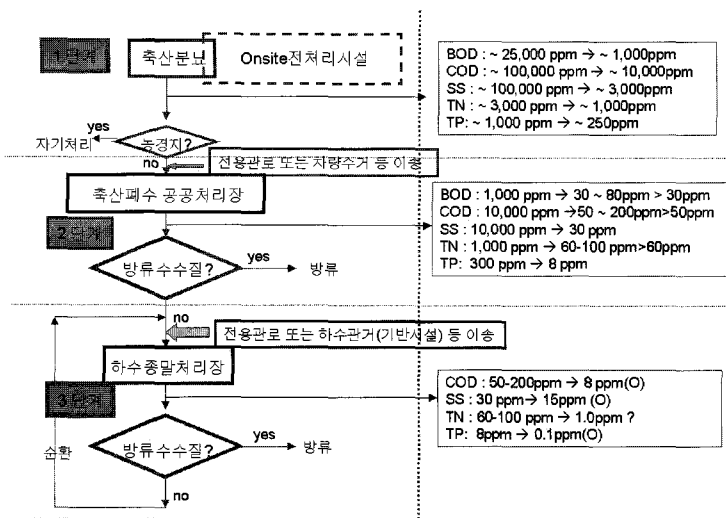 1단계
축산분뇨
Onsite전처리시설
BOD : ~ 25,000 ppm → ~ 1,000ppm
COD : ~ 100,000 ppm → ~ 10,000ppm
SS : ~ 100,000 ppm → ~ 3,000ppm
TN : ~ 3,000 ppm → ~ 1,000ppm
TP: ~ 1,000 ppm → ~ 250ppm
yes
자기처리
농경지?
no
전용관로 또는 차량수거 등 이송
축산폐수 공공처리장
BOD : 1,000 ppm → 30 ~ 80ppm > 30ppm
COD : 10,000 ppm →50 ~ 200ppm>50ppm
SS : 10,000 ppm → 30 ppm
TN : 1,000 ppm → 60-100 ppm>60ppm
TP: 300 ppm → 8 ppm
2단계
방류수수질?
yes
방류
no
전용관로 또는 하수관거(기반시설) 등 이송
하수종말처리장
COD : 50-200ppm → 8 ppm(O)
SS : 30 ppm→ 15ppm (O)
TN : 60-100 ppm → 1.0ppm ?
TP: 8ppm → 0.1ppm(O)
3단계
순환
방류수수질?
yes
방류
no